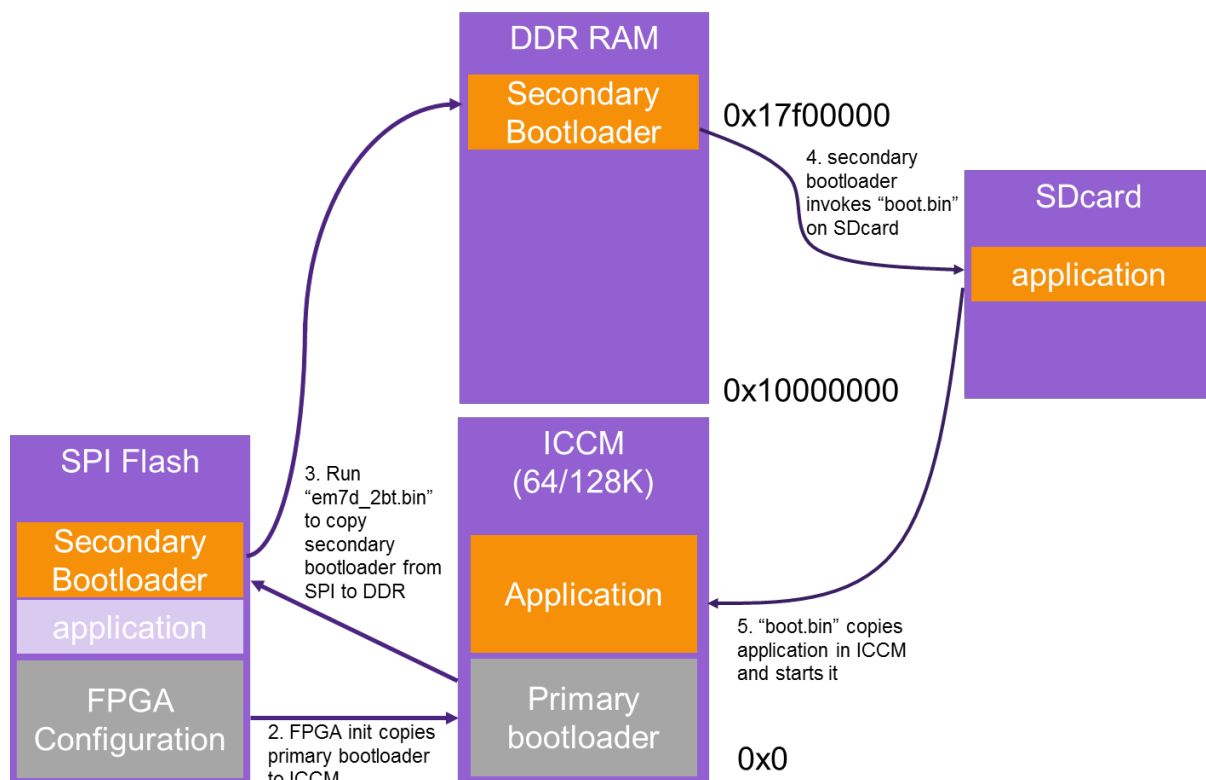 DDR RAM
Secondary
Bootloader
0x17f00000
4. secondary
bootloader
invokes “boot.bin”
on SDcard
SDcard
application
0x10000000
SPI Flash
Secondary
Bootloader
application
FPGA
Configuration
3. Run
“em7d_2bt.bin”
to copy
secondary
bootloader from
SPI to DDR
ICCM
(64/128K)
Application
Primary
bootloader
5. “boot.bin” copies
application in ICCM
and starts it
2. FPGA init copies
primary bootloader
to ICCM
0x0